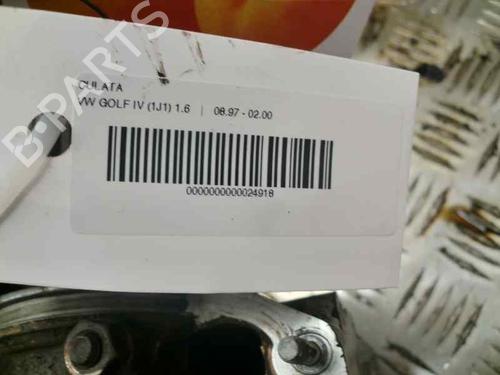 CULATA
VW GOLF IV (1J1) 1.6 | 08.97 - 02.00
0000000000024918
B-PARTS